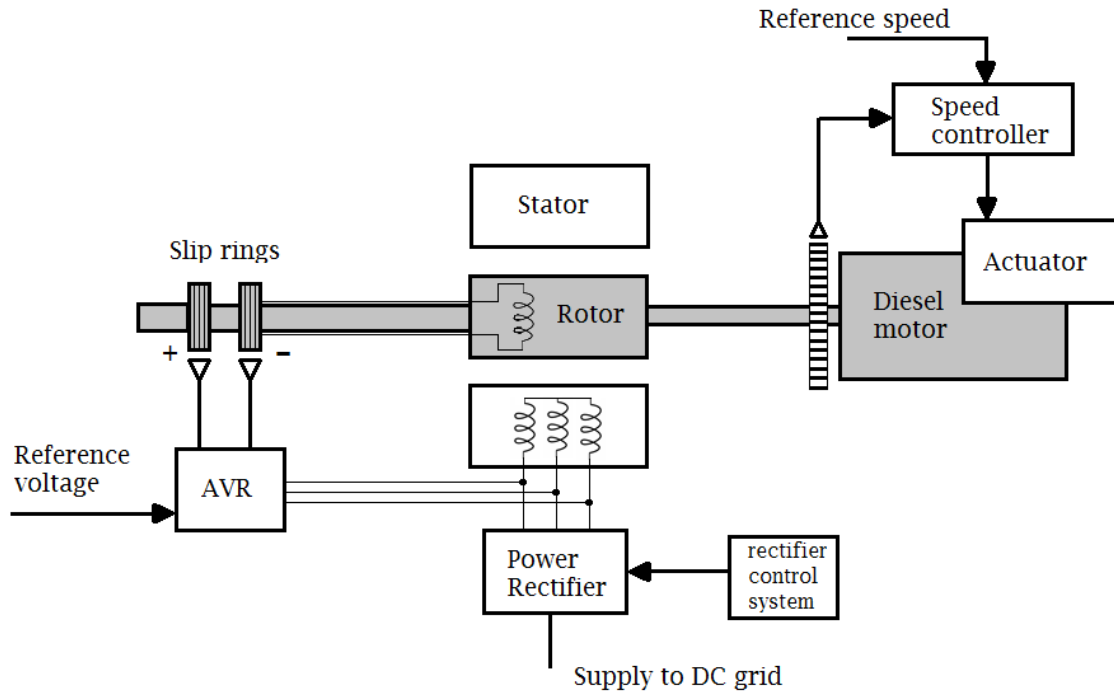 Reference speed
Speed
controller
Stator
Slip rings
Actuator
Rotor
Diesel
motor
+
-
Reference
voltage
AVR
Power
Rectifier
rectifier
control
system
Supply to DC grid